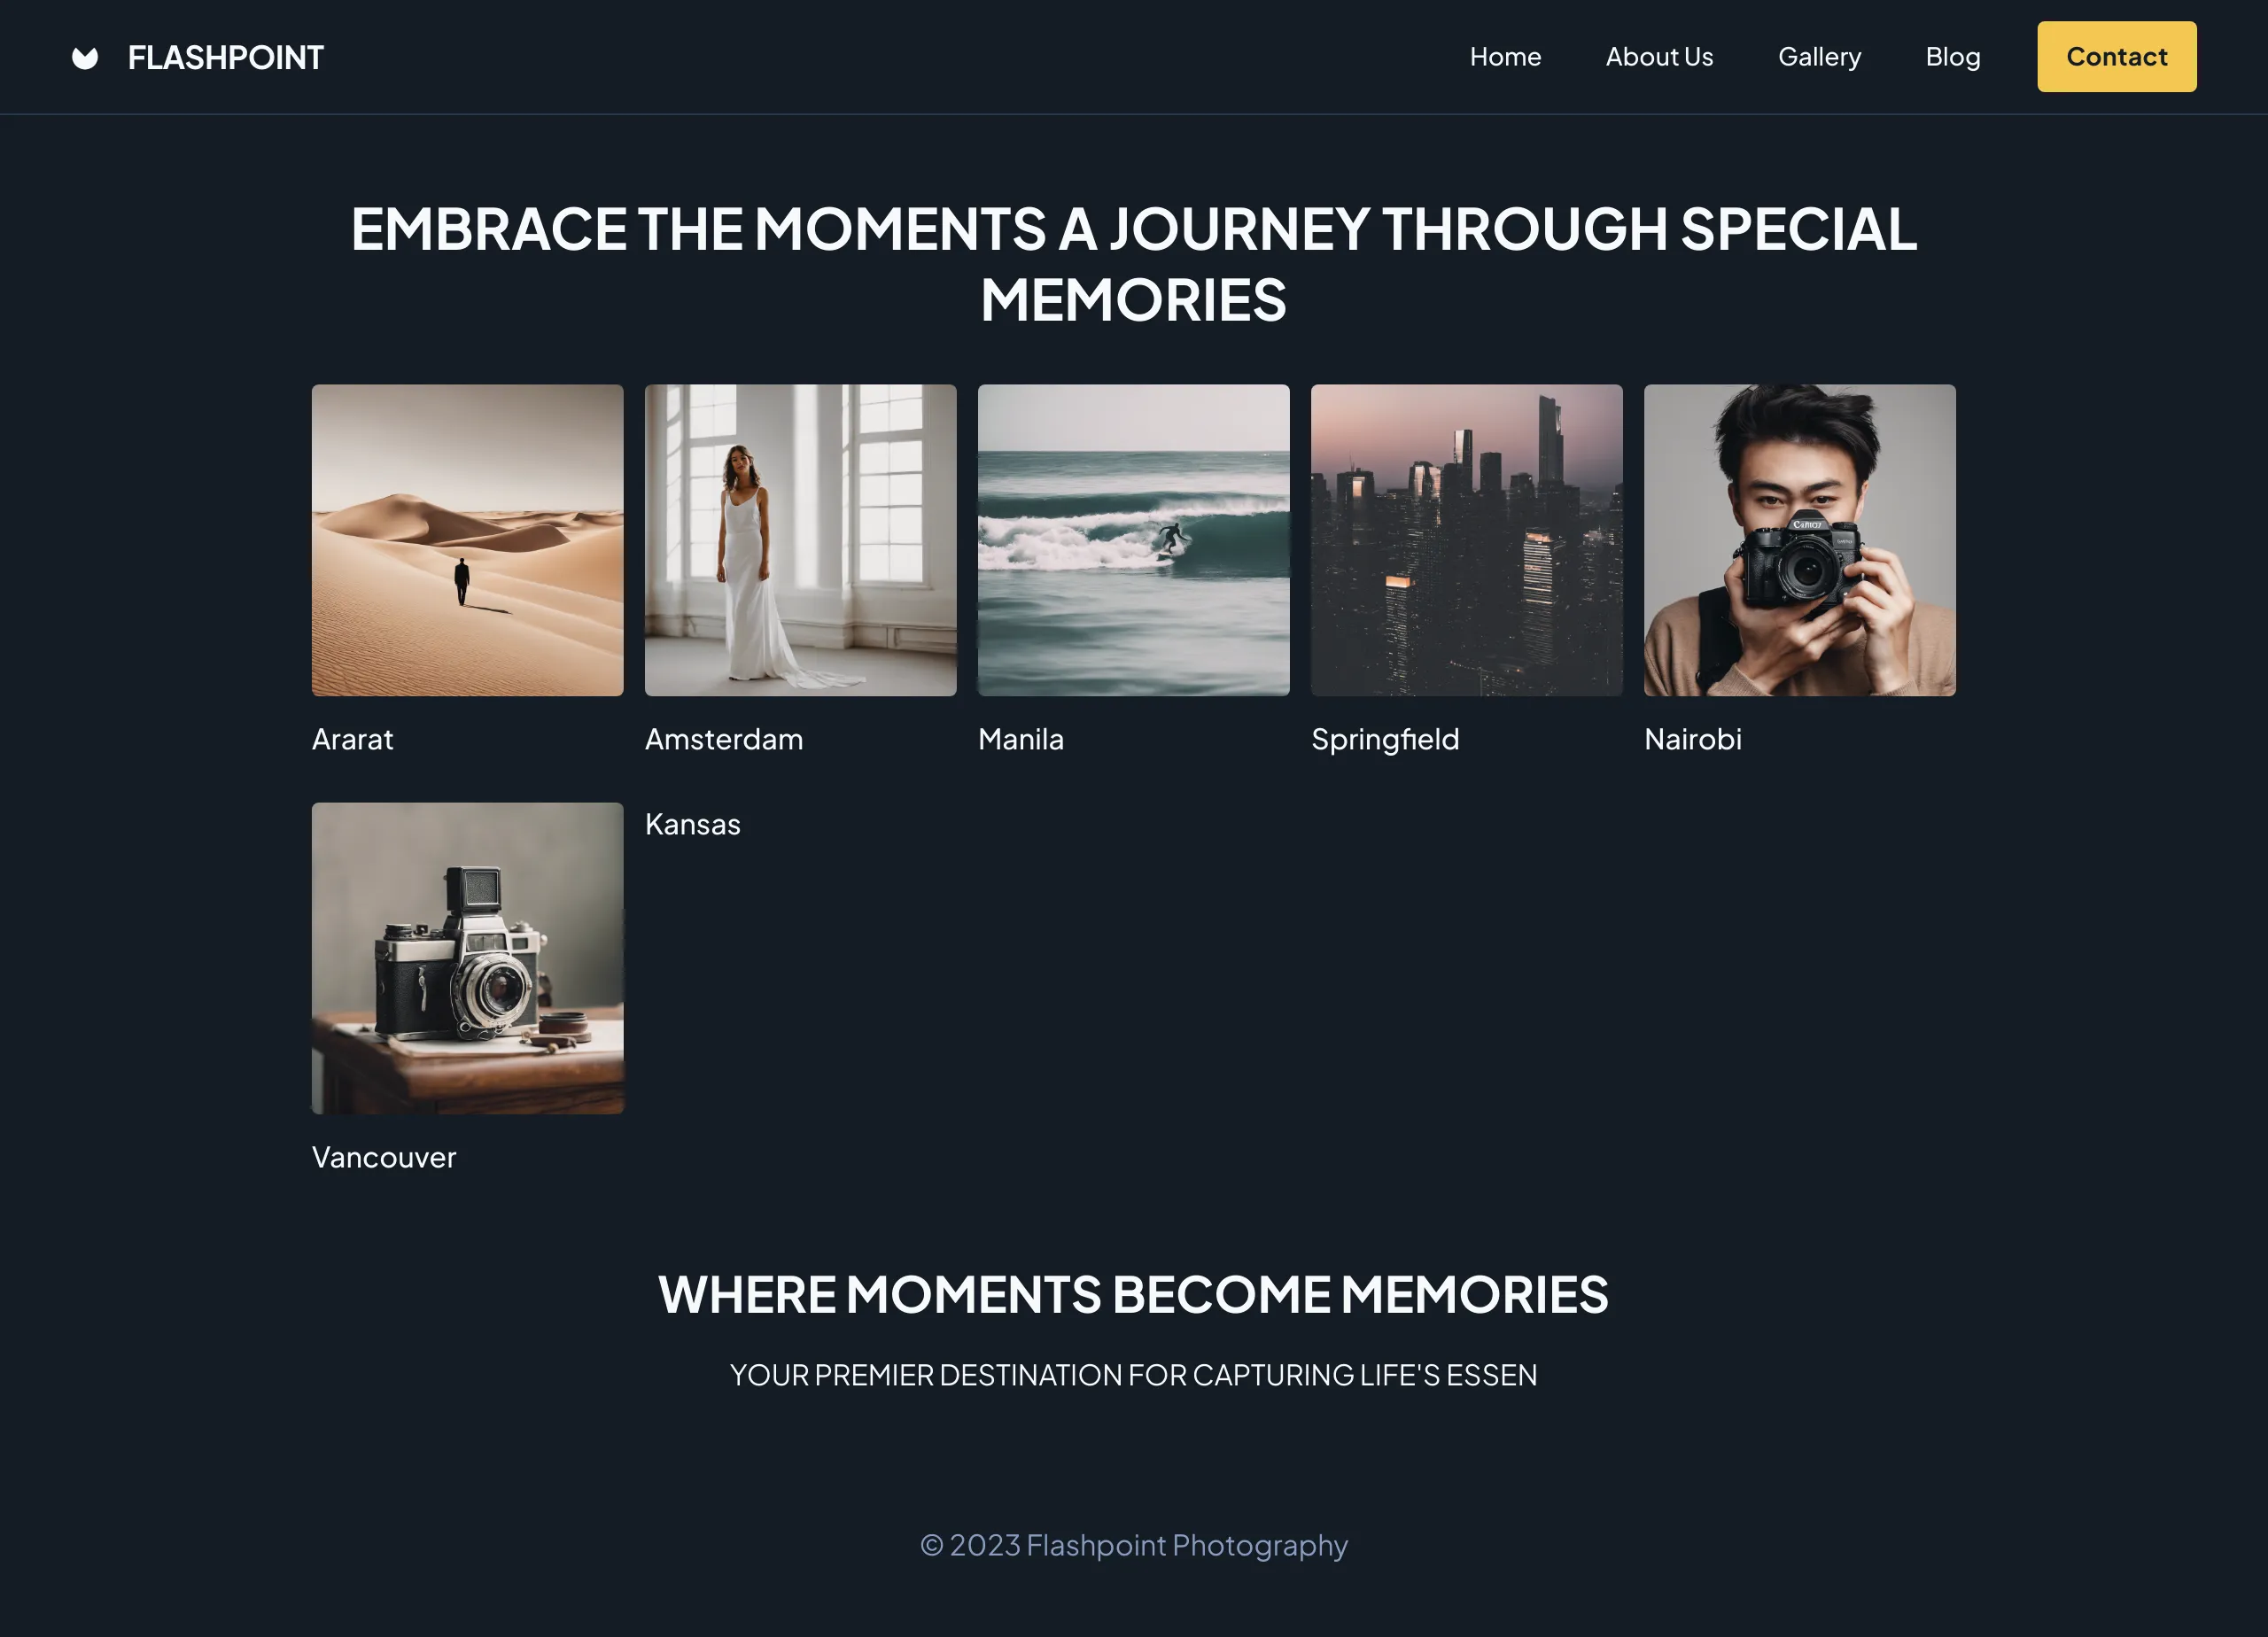 FLASHPOINT
Home About Us Gallery Blog Contact
EMBRACE THE MOMENTS A JOURNEY THROUGH SPECIAL
MEMORIES
Ararat Amsterdam Manila Springfield Nairobi
Kansas
Vancouver
WHERE MOMENTS BECOME MEMORIES
YOUR PREMIER DESTINATION FOR CAPTURING LIFE'S ESSEN
© 2023 Flashpoint Photography